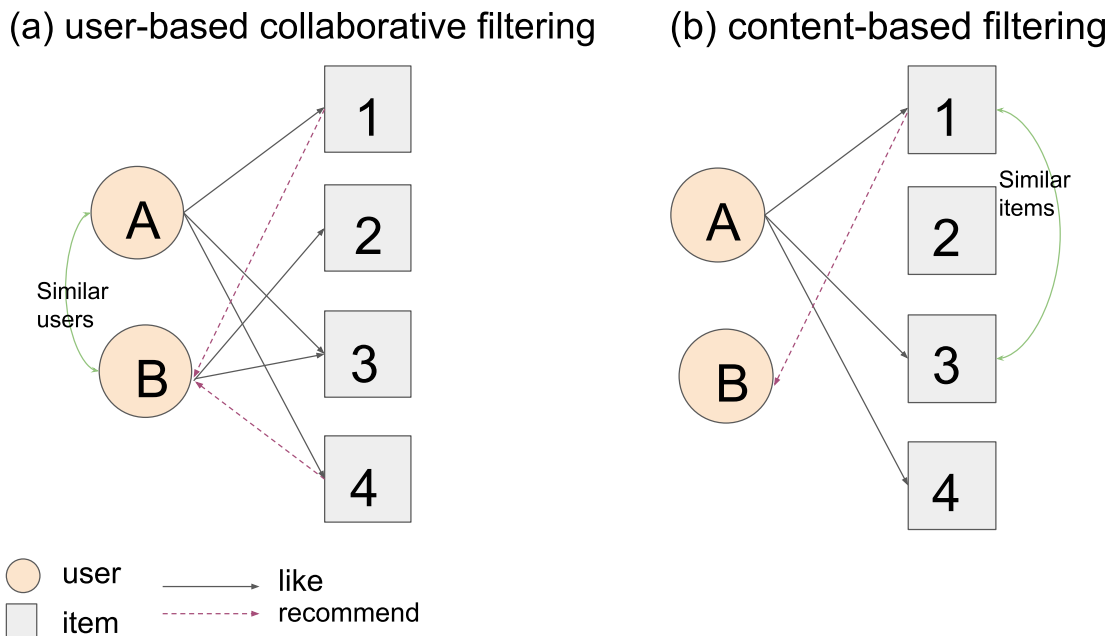 (a) user-based collaborative filtering
1
2
3
4
A
B
Similar
users
(b) content-based filtering
1
2
3
4
A
B
Similar
items
user
item
like
recommend